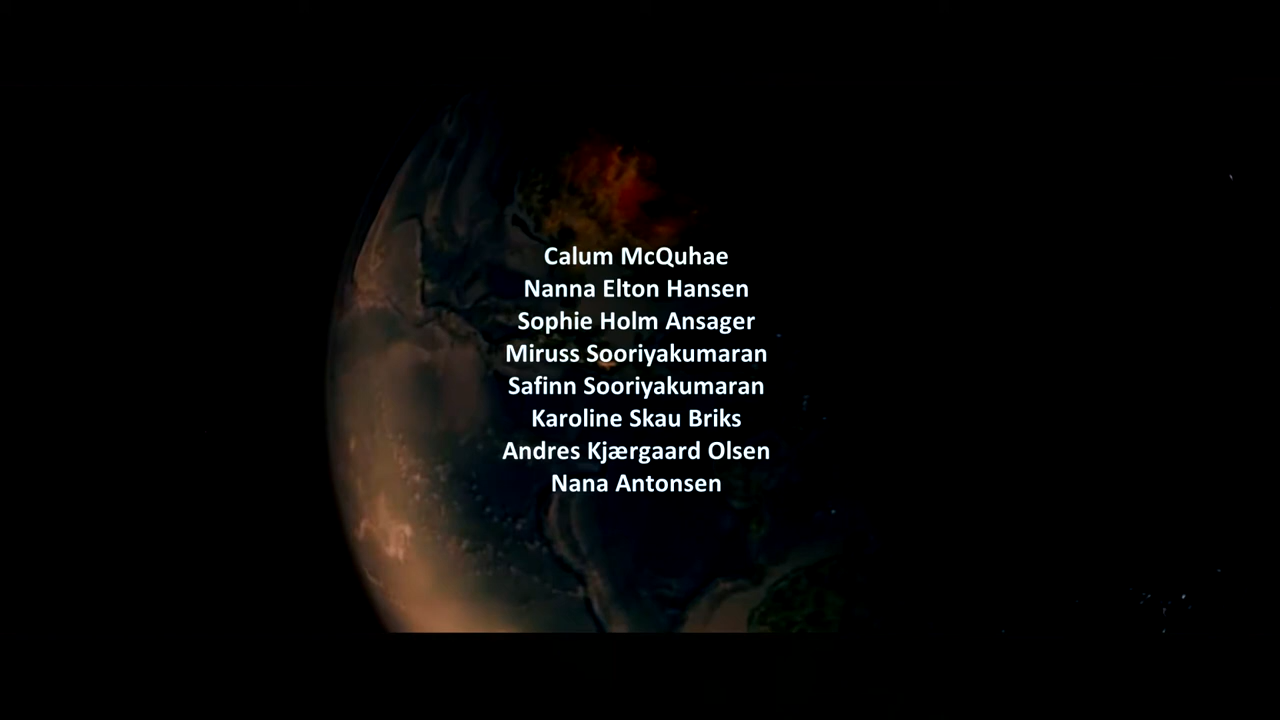 Calum McQuhae
Nanna Elton Hansen
Sophie Holm Ansager
Miruss Sooriyakumaran
Safinn Sooriyakumaran
Karoline Skau Briks
Andres Kjærgaard Olsen
Nana Antonsen